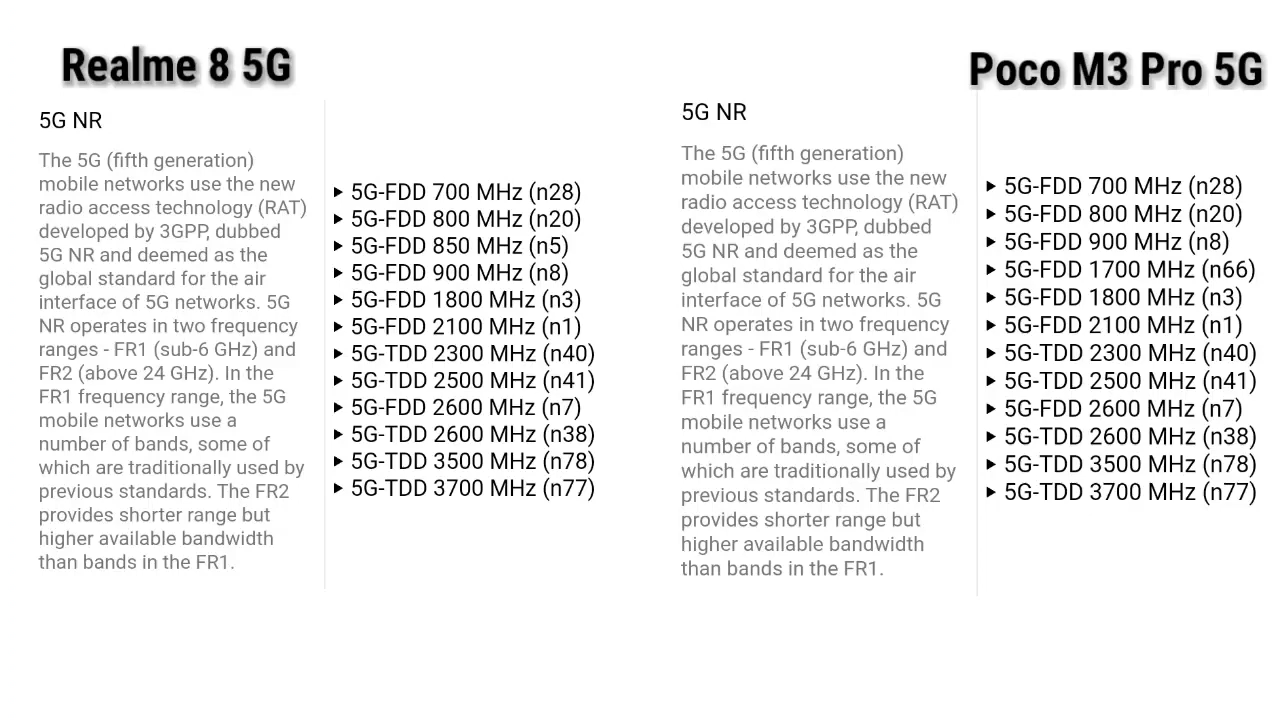 Realme 8 5G
5G NR
The 5G (fifth generation)
mobile networks use the new
radio access technology (RAT)
developed by 3GPP, dubbed
5G NR and deemed as the
global standard for the air
interface of 5G networks. 5G
NR operates in two frequency
ranges - FR1 (sub-6 GHz) and
FR2 (above 24 GHz). In the
FR1 frequency range, the 5G
mobile networks use a
number of bands, some of
which are traditionally used by
previous standards. The FR2
provides shorter range but
higher available bandwidth
than bands in the FR1.
▸ 5G-FDD 700 MHz (n28)
▸ 5G-FDD 800 MHz (n20)
▸ 5G-FDD 850 MHz (n5)
▸ 5G-FDD 900 MHz (n8)
▸ 5G-FDD 1800 MHz (n3)
▸ 5G-FDD 2100 MHz (n1)
▸ 5G-TDD 2300 MHz (n40)
▸ 5G-TDD 2500 MHz (n41)
▸ 5G-FDD 2600 MHz (n7)
▸ 5G-TDD 2600 MHz (n38)
▸ 5G-TDD 3500 MHz (n78)
▸ 5G-TDD 3700 MHz (n77)
Poco M3 Pro 5G
5G NR
The 5G (fifth generation)
mobile networks use the new
radio access technology (RAT)
developed by 3GPP, dubbed
5G NR and deemed as the
global standard for the air
interface of 5G networks. 5G
NR operates in two frequency
ranges - FR1 (sub-6 GHz) and
FR2 (above 24 GHz). In the
FR1 frequency range, the 5G
mobile networks use a
number of bands, some of
which are traditionally used by
previous standards. The FR2
provides shorter range but
higher available bandwidth
than bands in the FR1.
▸ 5G-FDD 700 MHz (n28)
▸ 5G-FDD 800 MHz (n20)
▸ 5G-FDD 900 MHz (n8)
▸ 5G-FDD 1700 MHz (n66)
▸ 5G-FDD 1800 MHz (n3)
▸ 5G-FDD 2100 MHz (n1)
▸ 5G-TDD 2300 MHz (n40)
▸ 5G-TDD 2500 MHz (n41)
▸ 5G-FDD 2600 MHz (n7)
▸ 5G-TDD 2600 MHz (n38)
▸ 5G-TDD 3500 MHz (n78)
▸ 5G-TDD 3700 MHz (n77)